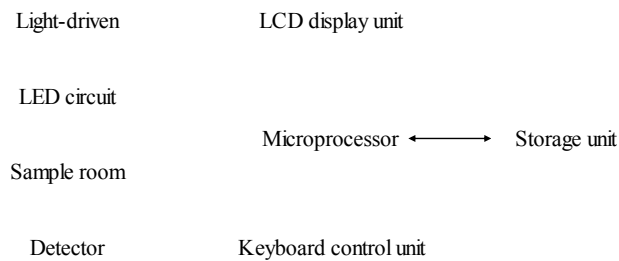 Light-driven
LCD display unit
LED circuit
Microprocessor
Storage unit
Sample room
Detector
Keyboard control unit